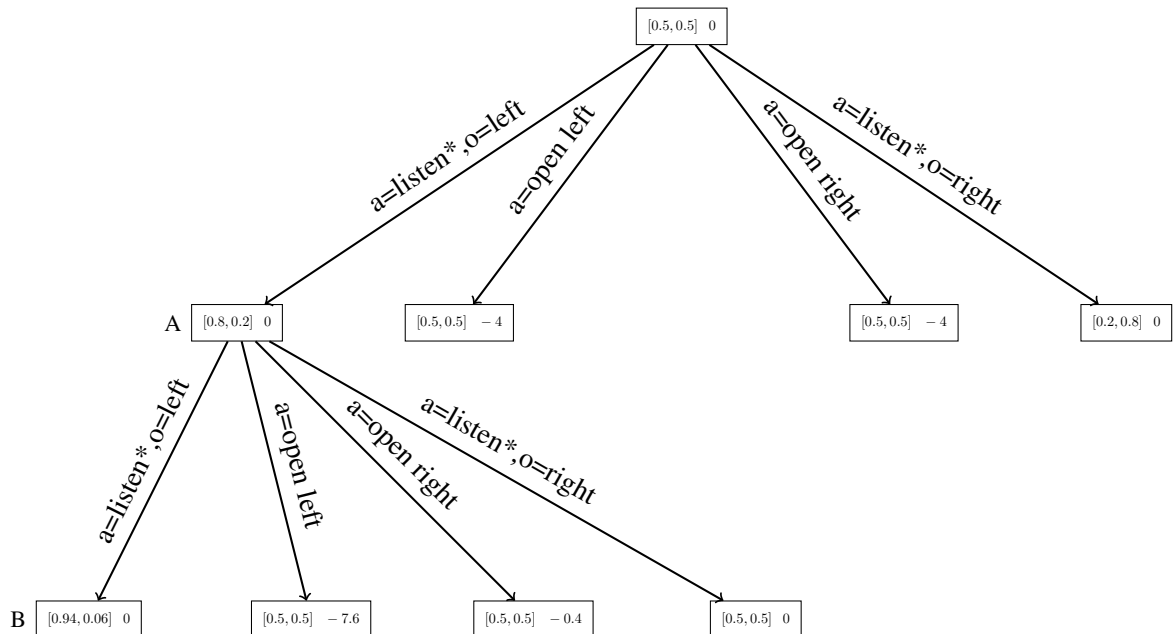 [0.5, 0.5] 0
a=listen*,o=left
a=open left
a=open right
a=listen*,o=right
A
[0.8, 0.2] 0
[0.5, 0.5] − 4
[0.5, 0.5] − 4
[0.2, 0.8] 0
a=listen*,o=left
a=open left
a=open right
a=listen*,o=right
B
[0.94, 0.06] 0
[0.5, 0.5] − 7.6
[0.5, 0.5] − 0.4
[0.5, 0.5] 0